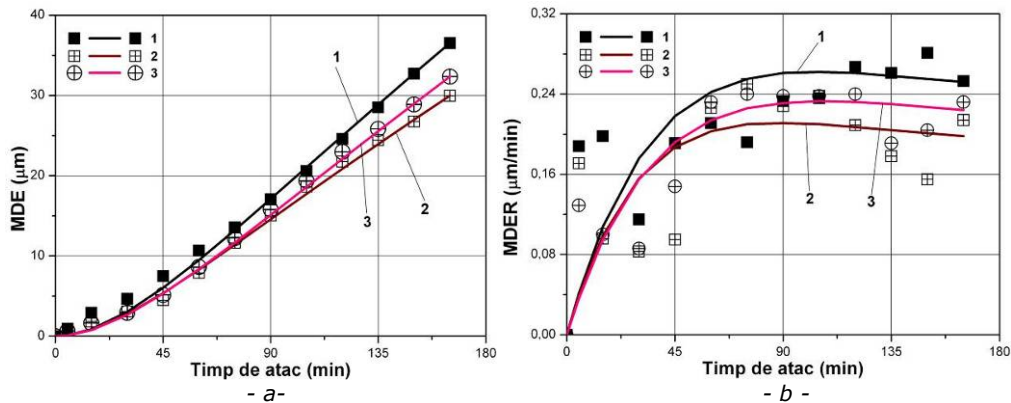 MDE (μm)
40
30
20
10
0
1
2
3
1
2
3
0 45 90 135 180
Timp de atac (min)
- a-
MDER (μm/min)
0.32
0.24
0.16
0.08
0.00
1
2
3
1
2
3
0 45 90 135 180
Timp de atac (min)
- b -